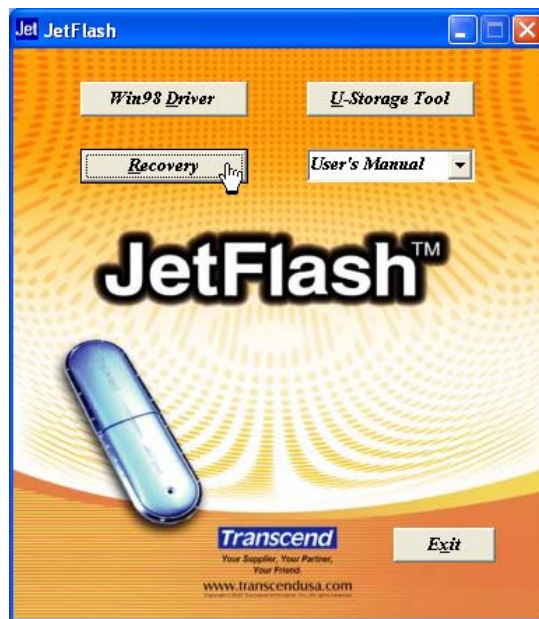 Jet JetFlash
Win98 Driver
U-Storage Tool
Recovery
User's Manual
JetFlash™
Transcend
Your Supplier, Your Partner,
Your Friend.
www.transcendusa.com
Exit